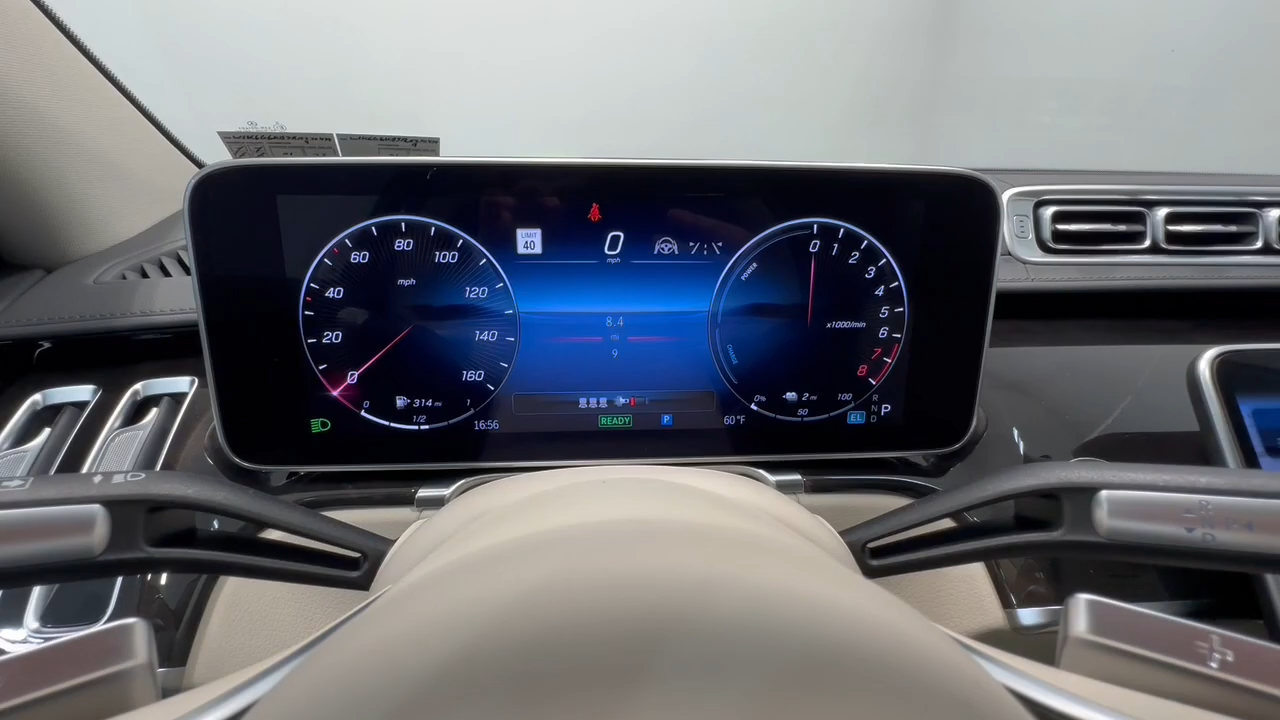 LIMIT
40
0
mph
80
60
100
mph
40
120
20
140
0
160
314 mi
0
1/2
1
8.4
mi
9
POWER
0
1
2
3
4
5
6
7
8
x1000/min
CHARGE
0%
2 mi
100
50
16:56
READY
P
60°F
EL
R
N
D
P
R
N
D